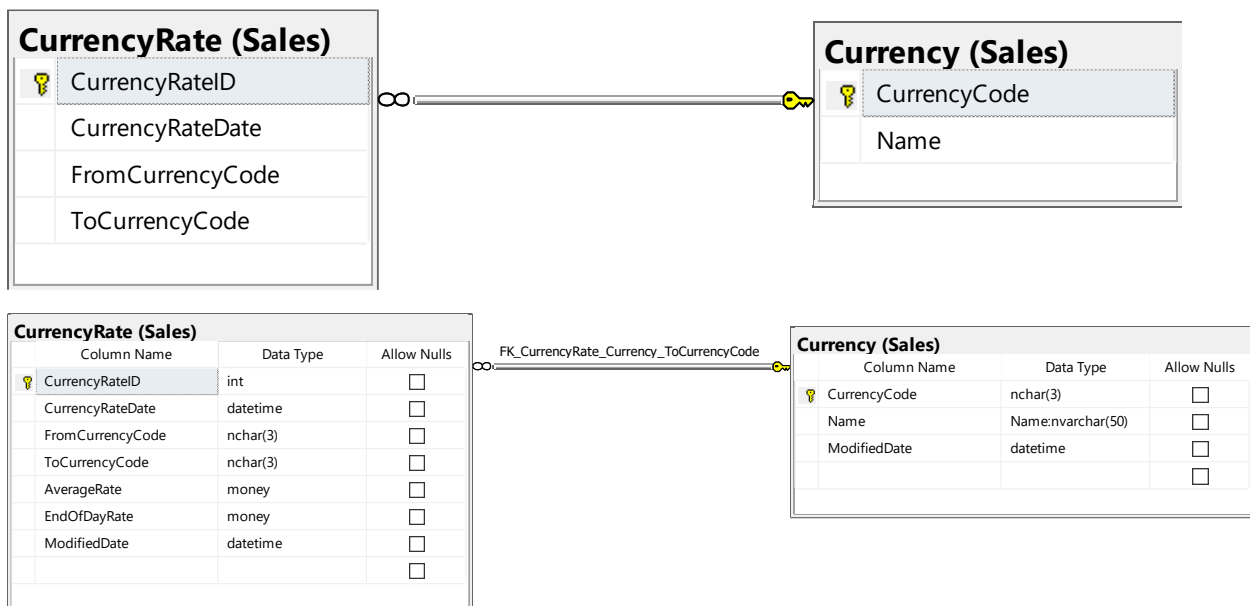 CurrencyRate (Sales)
CurrencyRateID
CurrencyRateDate
FromCurrencyCode
ToCurrencyCode
Currency (Sales)
CurrencyCode
Name
CurrencyRate (Sales)
Column Name Data Type Allow Nulls
CurrencyRateID int
CurrencyRateDate datetime
FromCurrencyCode nchar(3)
ToCurrencyCode nchar(3)
AverageRate money
EndOfDayRate money
ModifiedDate datetime
FK_CurrencyRate_Currency_ToCurrencyCode
Currency (Sales)
Column Name Data Type Allow Nulls
CurrencyCode nchar(3)
Name Name:nvarchar(50)
ModifiedDate datetime